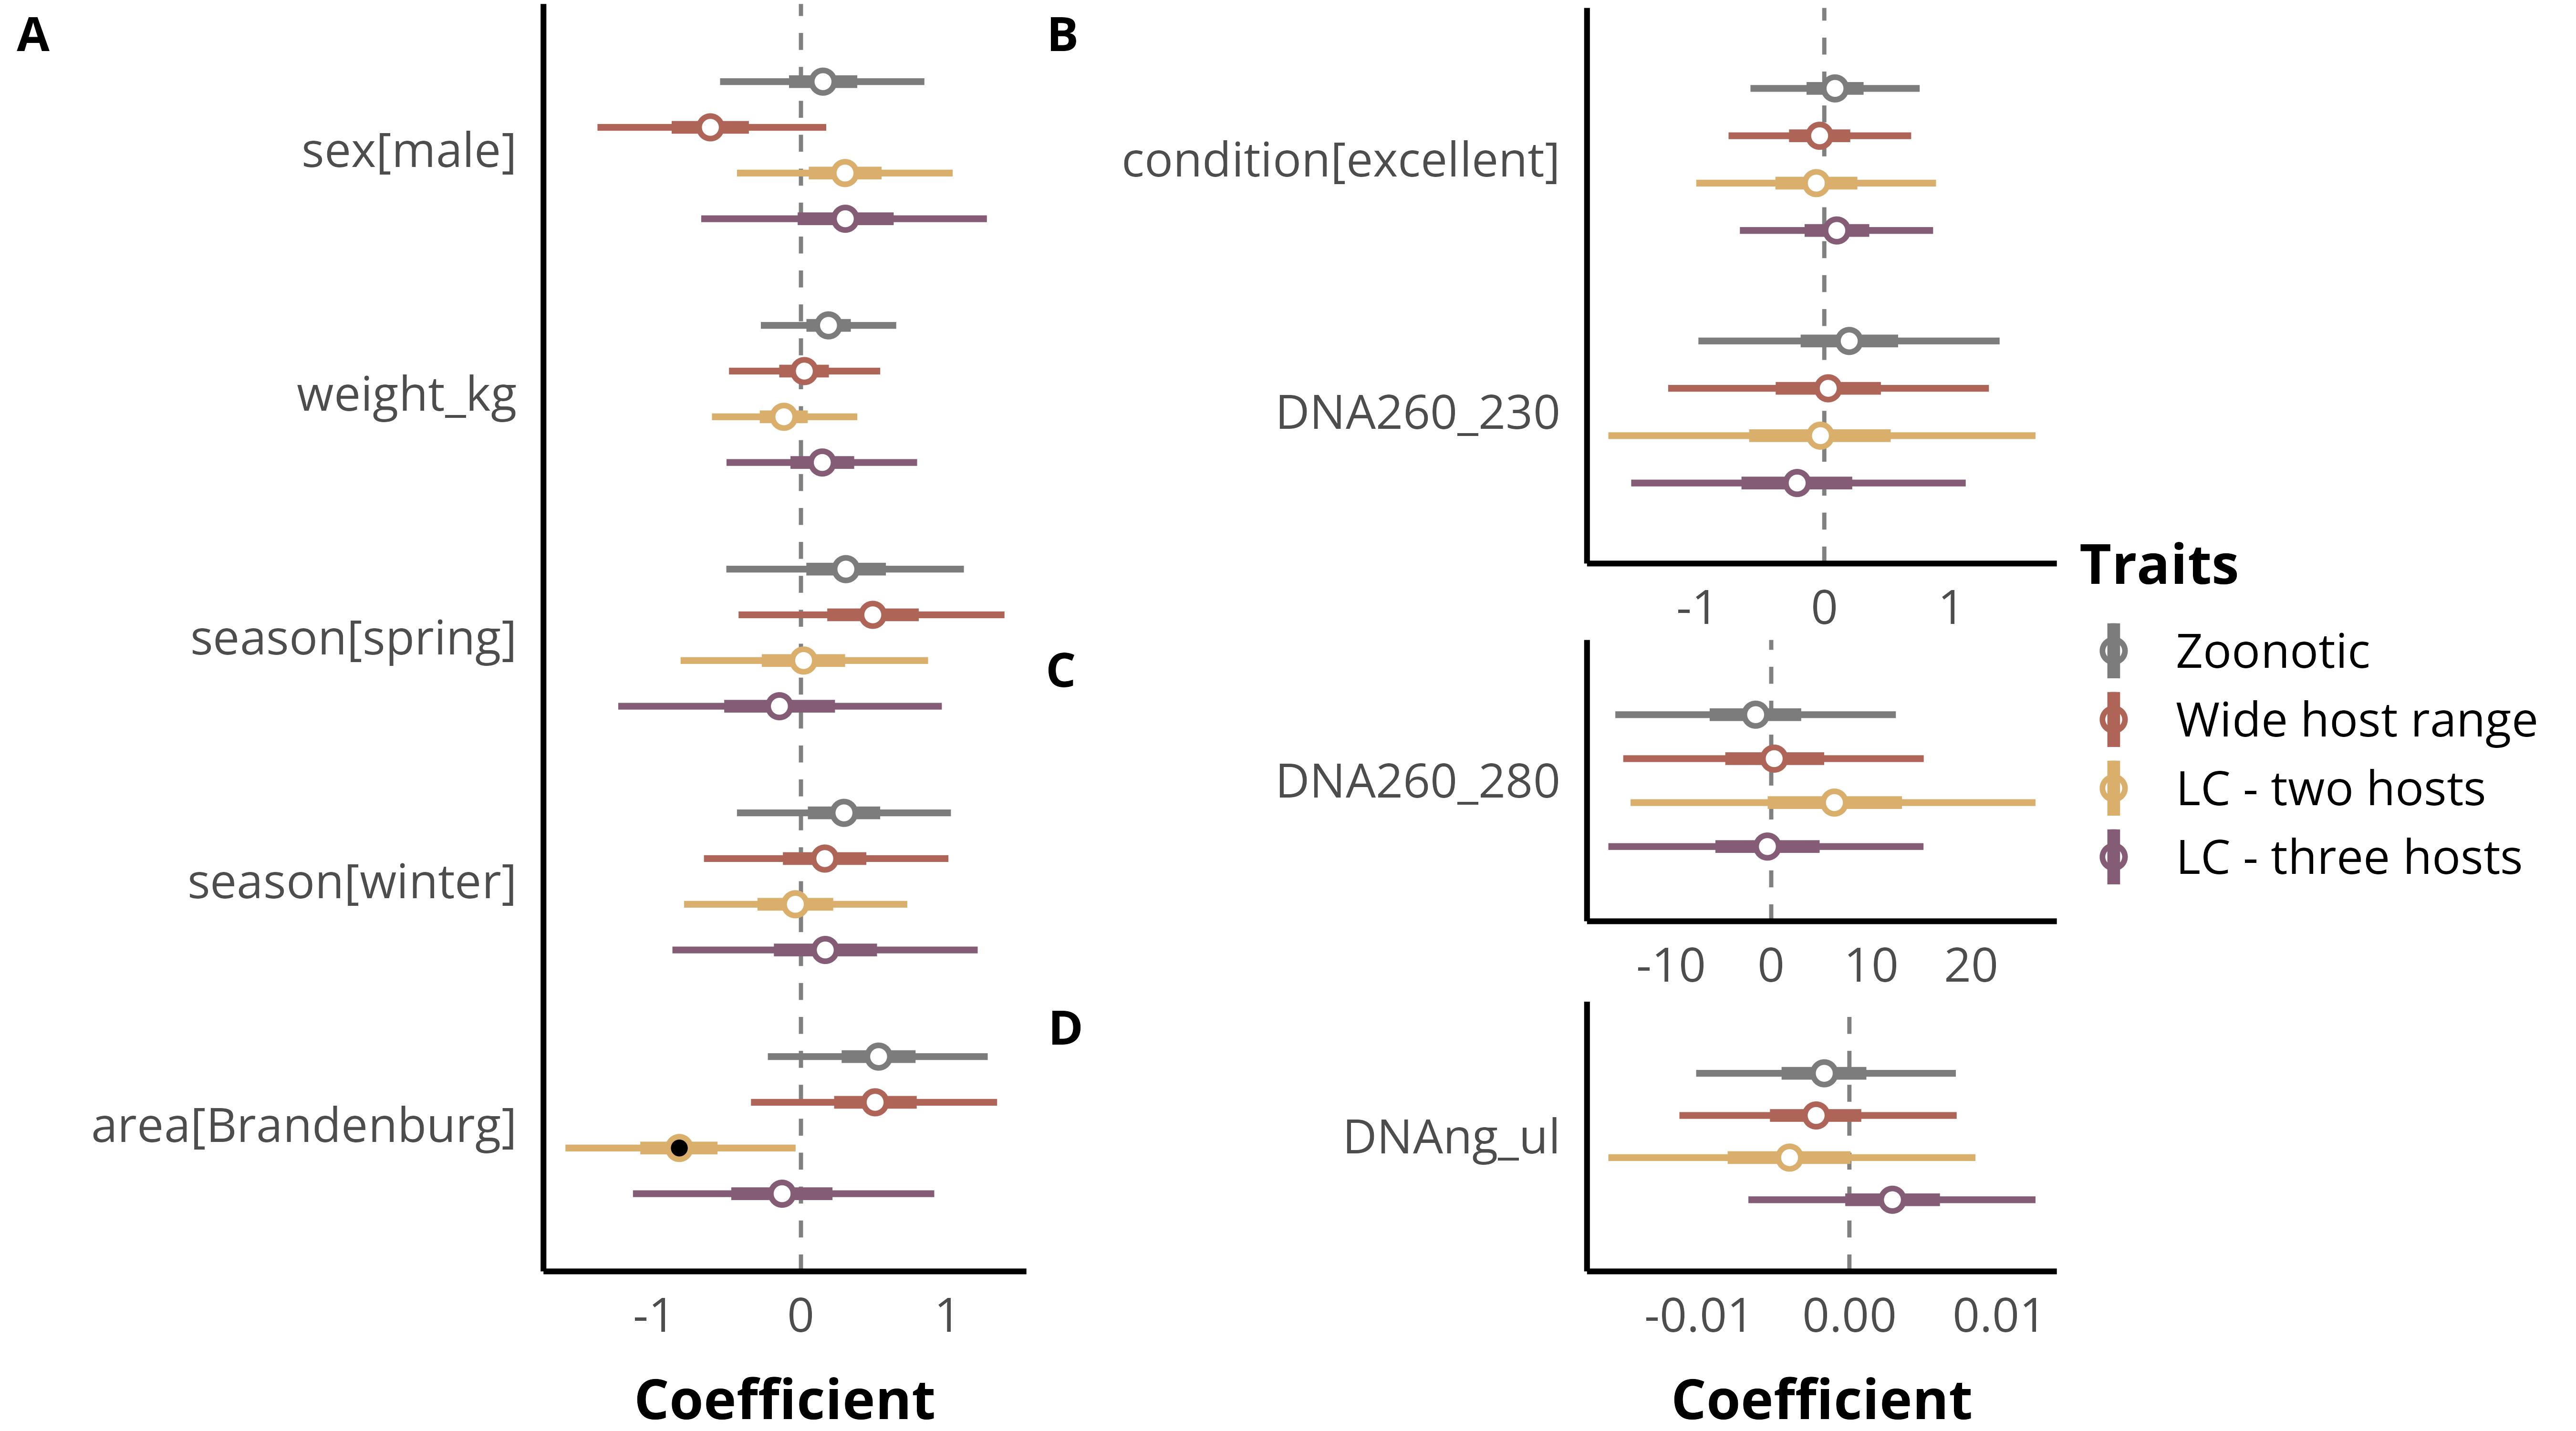 A
sex[male]
weight_kg
season[spring]
season[winter]
area[Brandenburg]
-1 0 1
Coefficient
B
condition[excellent]
DNA260_230
-1 0 1
C
DNA260_280
-10 0 10 20
D
DNAng_ul
-0.01 0.00 0.01
Coefficient
Traits
Zoonotic
Wide host range
LC - two hosts
LC - three hosts